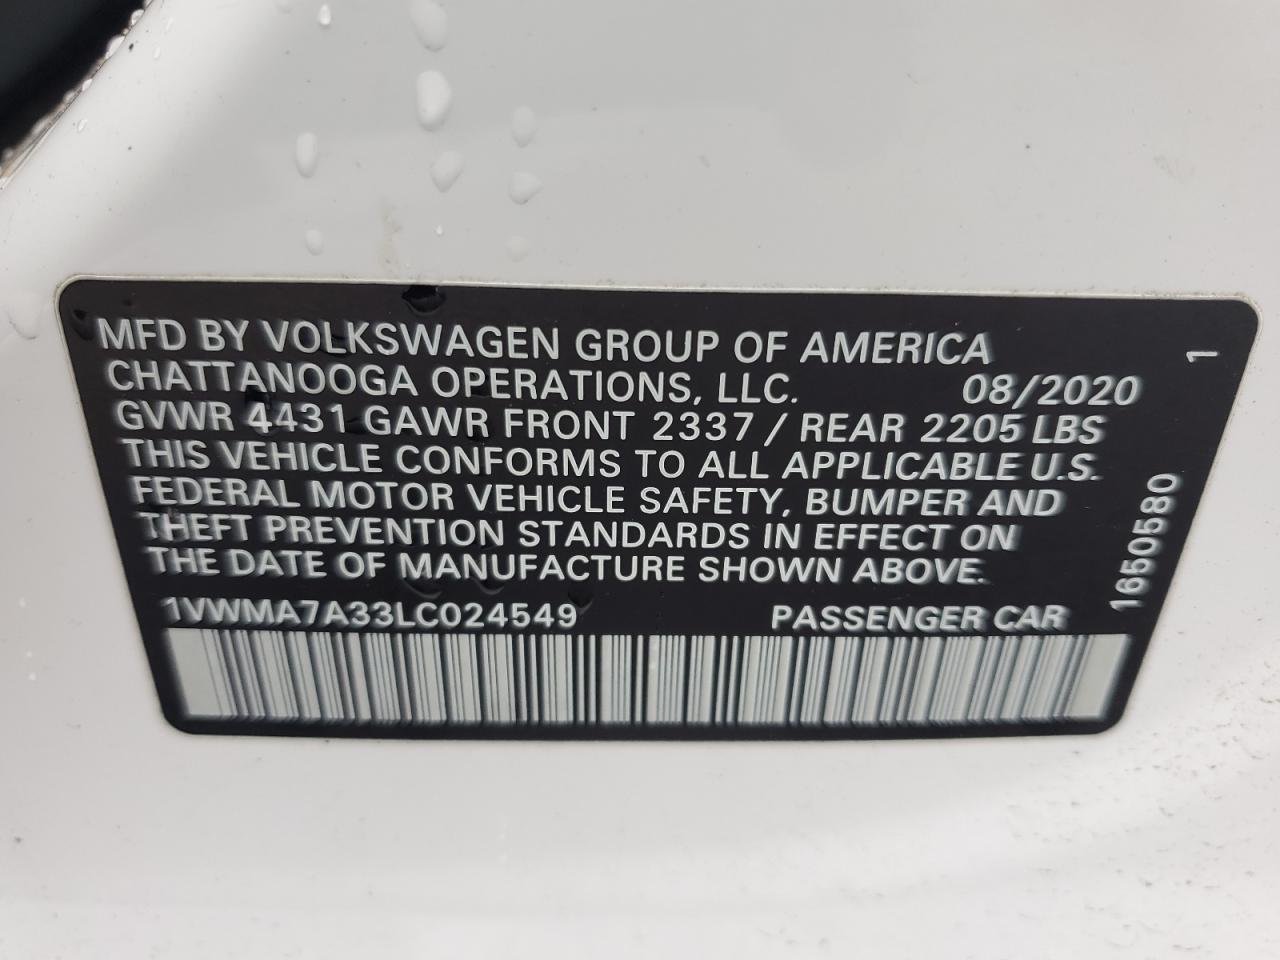 MFD BY VOLKSWAGEN GROUP OF AMERICA
CHATTANOOGA OPERATIONS, LLC. 08/2020
GVWR 4431 GAWR FRONT 2337 / REAR 2205 LBS
THIS VEHICLE CONFORMS TO ALL APPLICABLE U.S.
FEDERAL MOTOR VEHICLE SAFETY, BUMPER AND
THEFT PREVENTION STANDARDS IN EFFECT ON
THE DATE OF MANUFACTURE SHOWN ABOVE.
1VWMA7A33LC024549 PASSENGER CAR
1650580
1